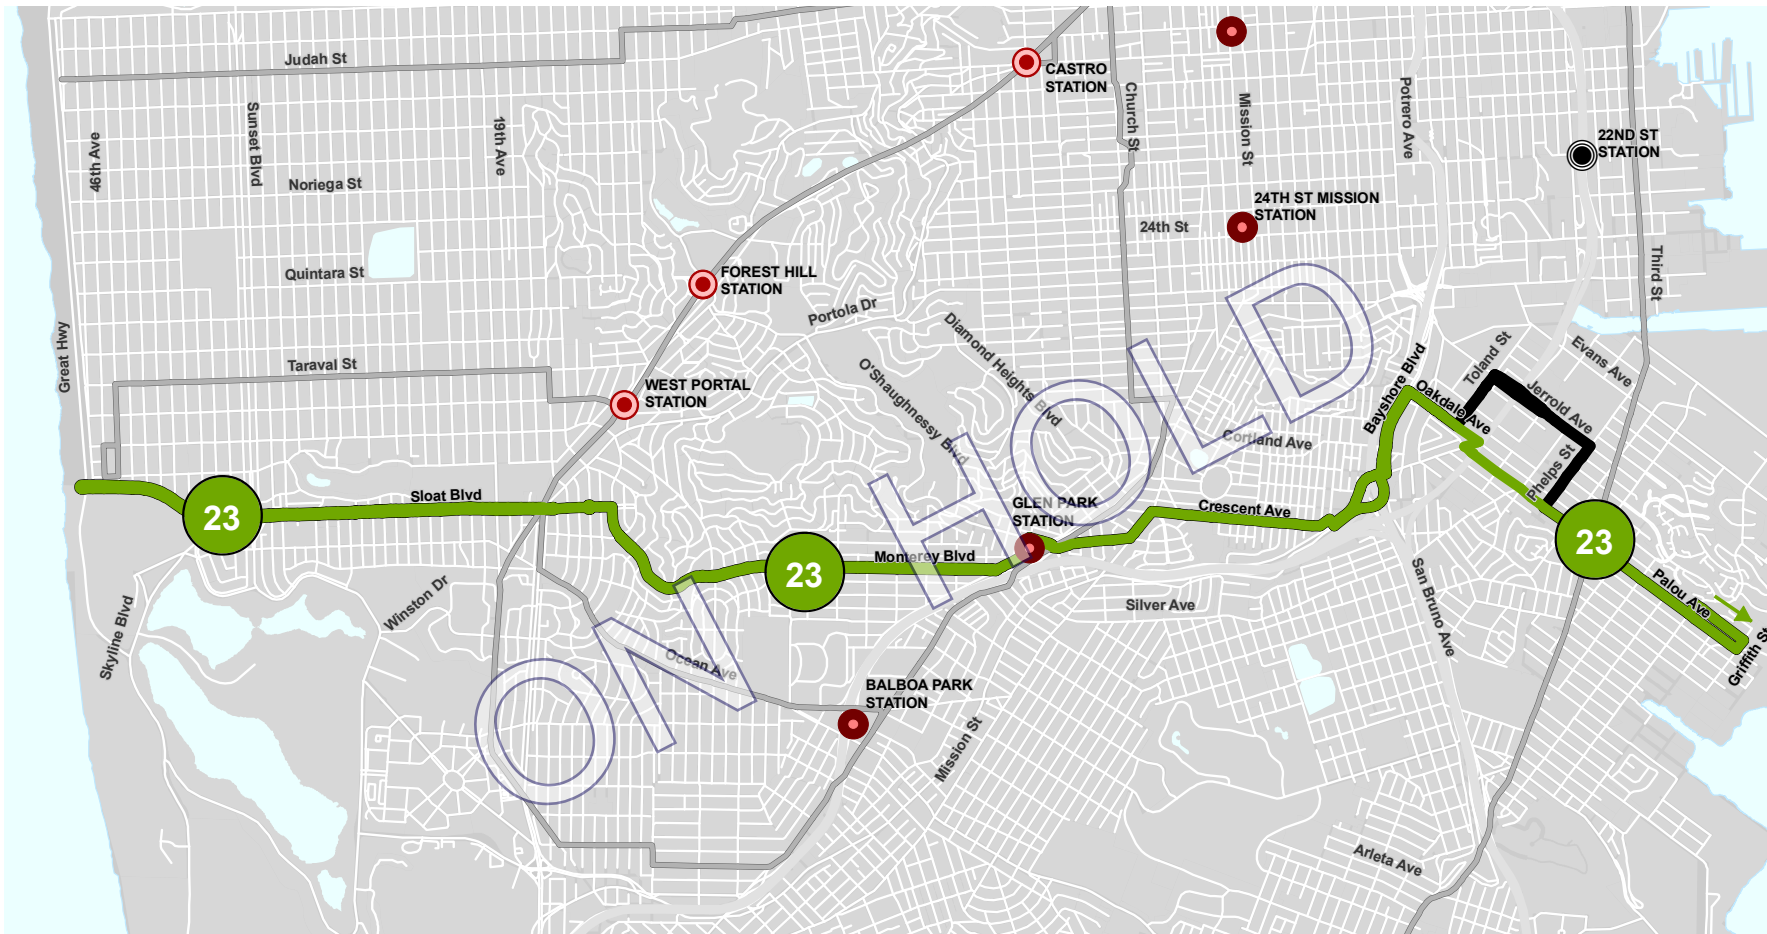 Judah St
CASTRO
STATION
46th Ave
Sunset Blvd
19th Ave
Church St
Mission St
Potrero Ave
22ND ST
STATION
Noriega St
24TH ST MISSION
STATION
24th St
Quintara St
FOREST HILL
STATION
Third St
Portola Dr
Great Hwy
Diamond Heights Blvd
O'Shaughnessy Blvd
Taraval St
WEST PORTAL
STATION
Bayshore Blvd
Toland St
Evans Ave
Jerrold Ave
Oakdale Ave
Cortland Ave
Phelps St
Sloat Blvd
GLEN PARK
STATION
Crescent Ave
23
23
23
Monterey Blvd
Palou Ave
Griffith St
San Bruno Ave
Silver Ave
Winston Dr
Skyline Blvd
Ocean Ave
BALBOA PARK
STATION
Mission St
Arleta Ave
ON HOLD